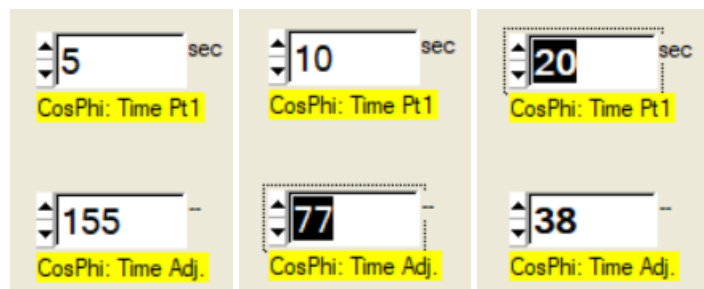 5 sec
CosPhi: Time Pt1
155 --
CosPhi: Time Adj.
10 sec
CosPhi: Time Pt1
77 --
CosPhi: Time Adj.
20 sec
CosPhi: Time Pt1
38 --
CosPhi: Time Adj.